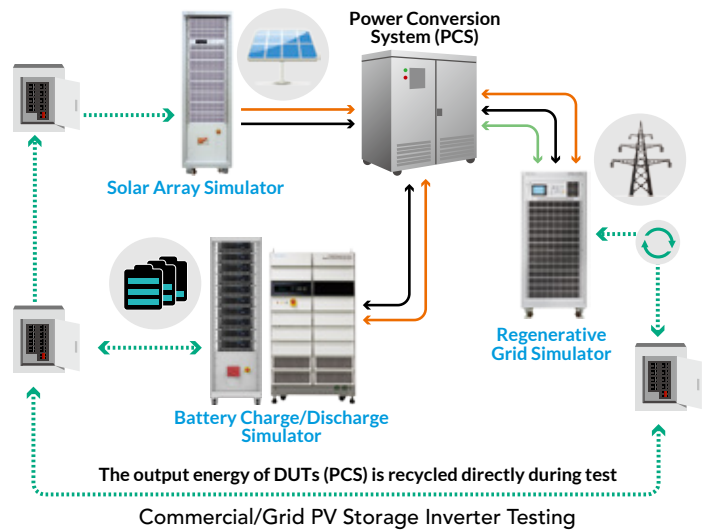 Power Conversion
System (PCS)
Solar Array Simulator
Regenerative
Grid Simulator
Battery Charge/Discharge
Simulator
The output energy of DUTs (PCS) is recycled directly during test
Commercial/Grid PV Storage Inverter Testing